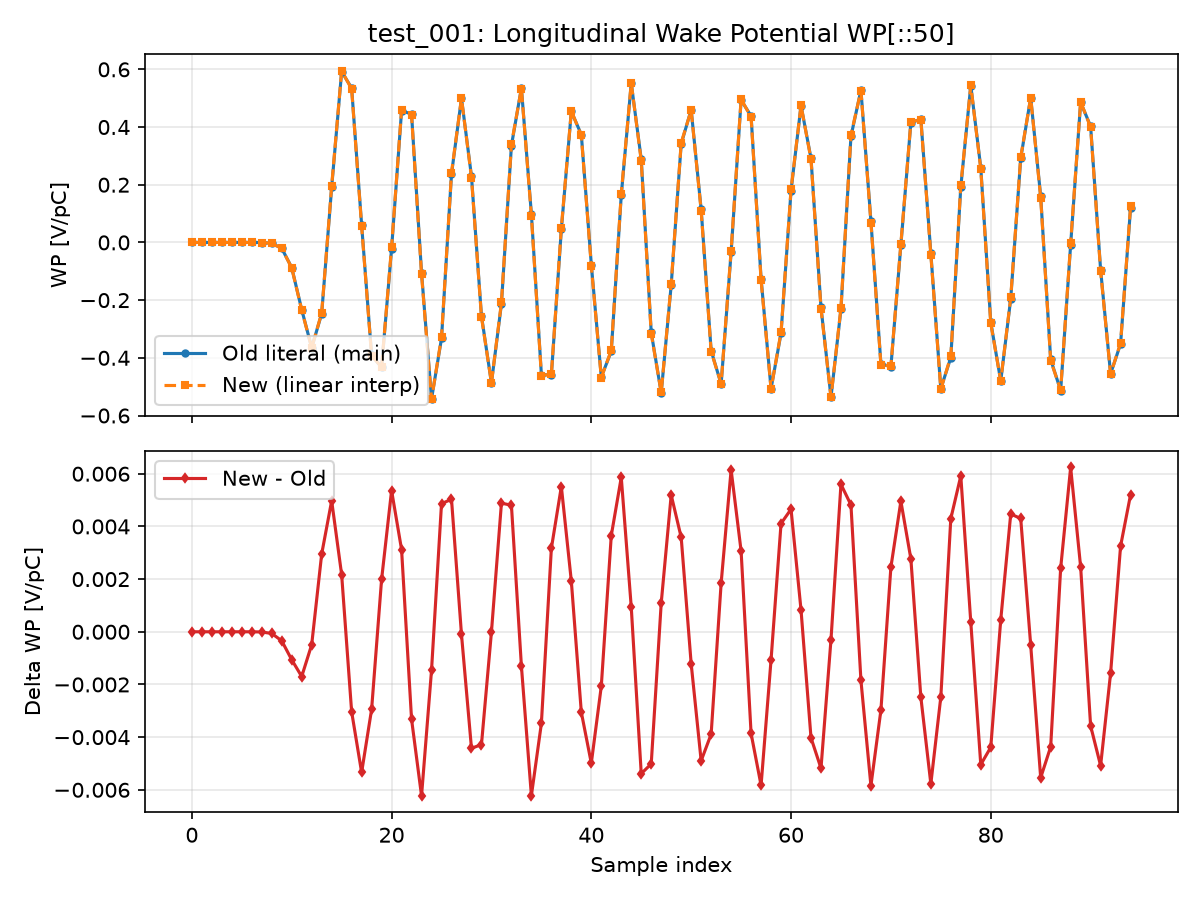 test_001: Longitudinal Wake Potential WP[::50]
0.6
0.4
0.2
0.0
−0.2
−0.4
−0.6
WP [V/pC]
Old literal (main)
New (linear interp)
0.006
0.004
0.002
0.000
−0.002
−0.004
−0.006
Delta WP [V/pC]
New - Old
0 20 40 60 80
Sample index